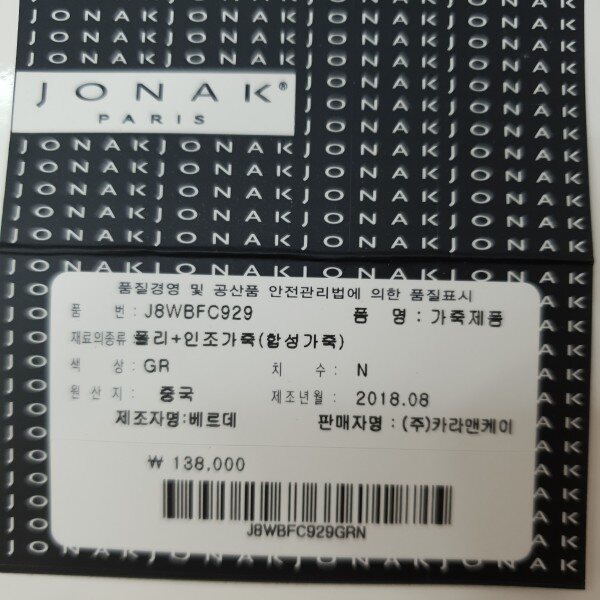 JONAK®
PARIS
품질경영 및 공산품 안전관리법에 의한 품질표시
품 번 : J8WBFC929 품 명 : 가죽제품
재료의종류 폴리+인조가죽(합성가죽)
색 상 : GR 치 수 : N
원 산 지 : 중국 제조년월 : 2018.08
제조자명:베르데 판매자명 : (주)카라앤케이
₩ 138,000
J8WBFC929GRN